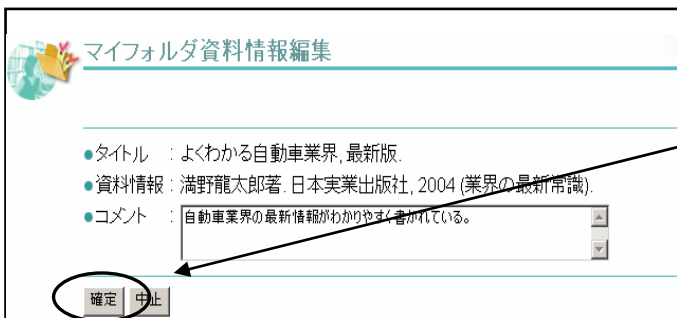 マイフォルダ資料情報編集
●タイトル : よくわかる自動車業界, 最新版.
●資料情報 : 満野龍太郎著. 日本実業出版社, 2004 (業界の最新常識).
●コメント : 自動車業界の最新情報がわかりやすく書かれている。
確定 中止